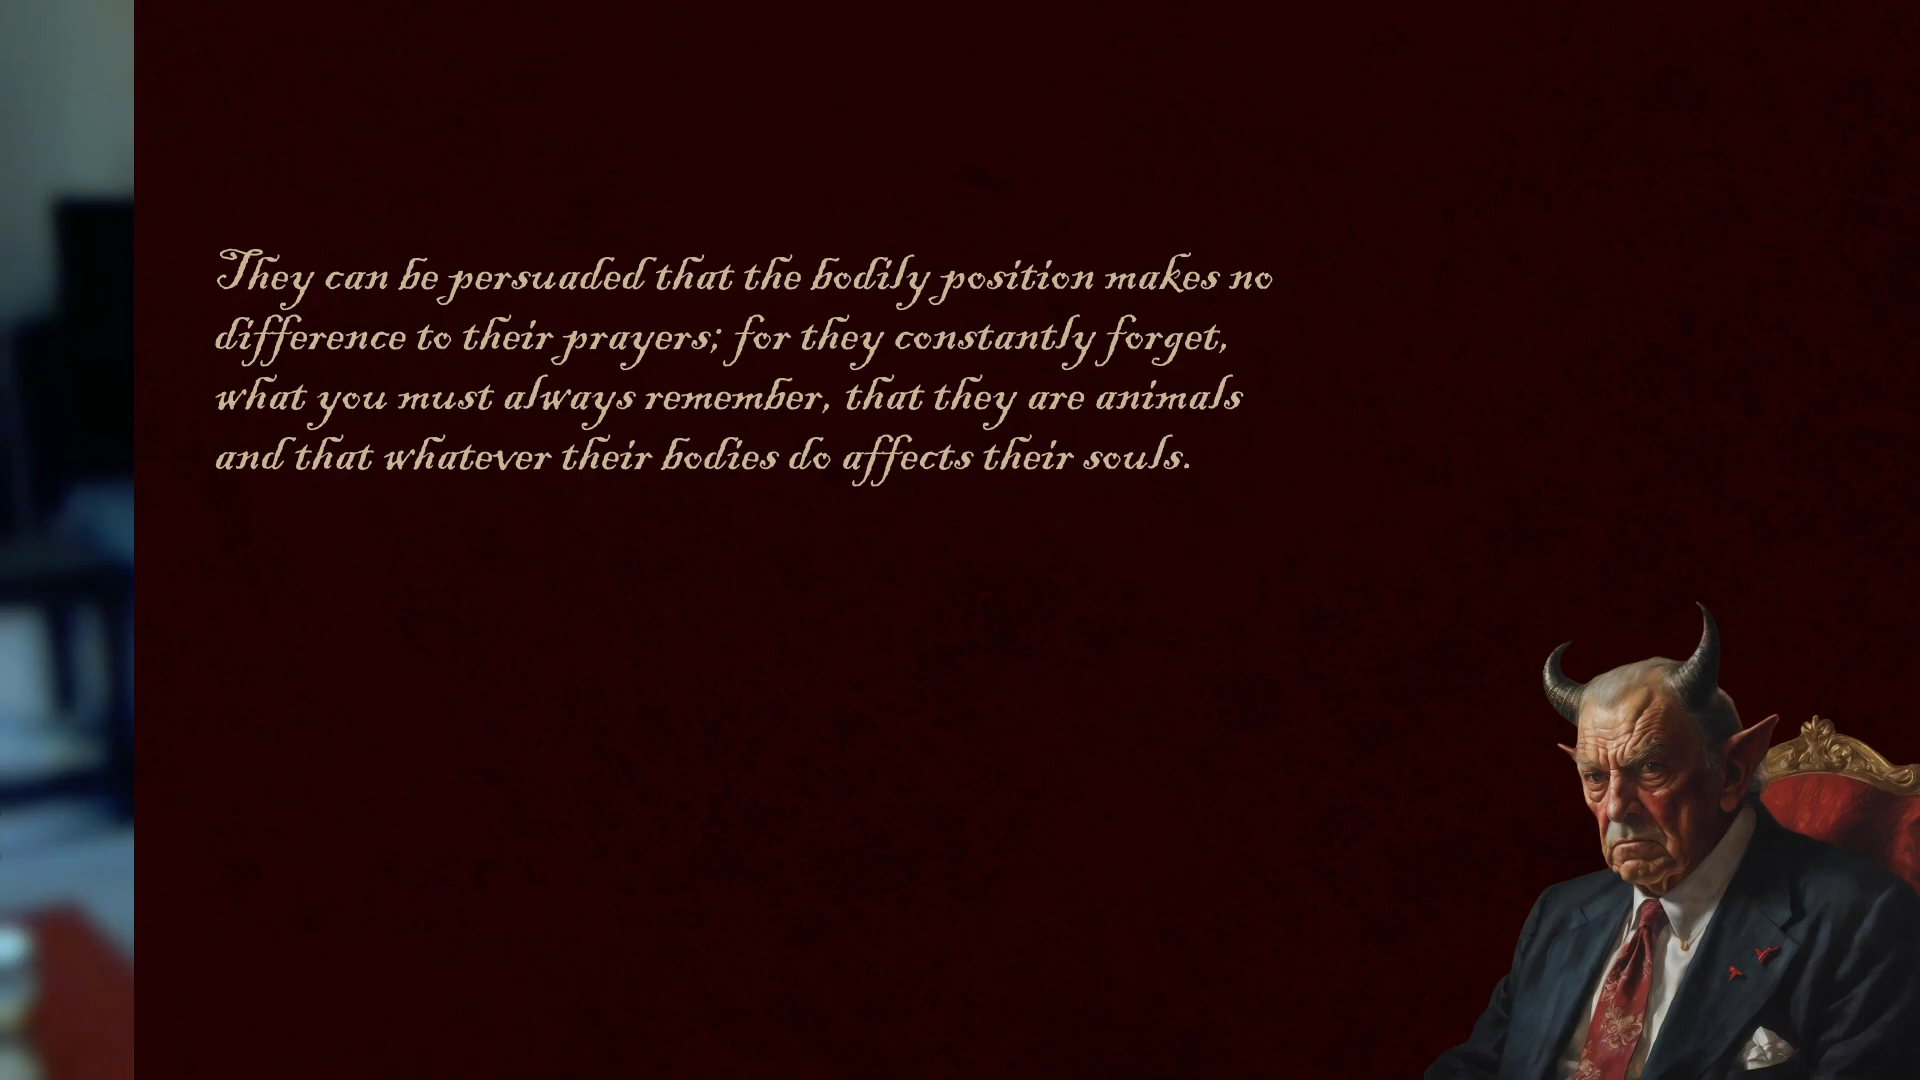 They can be persuaded that the bodily position makes no
difference to their prayers; for they constantly forget,
what you must always remember, that they are animals
and that whatever their bodies do affects their souls.